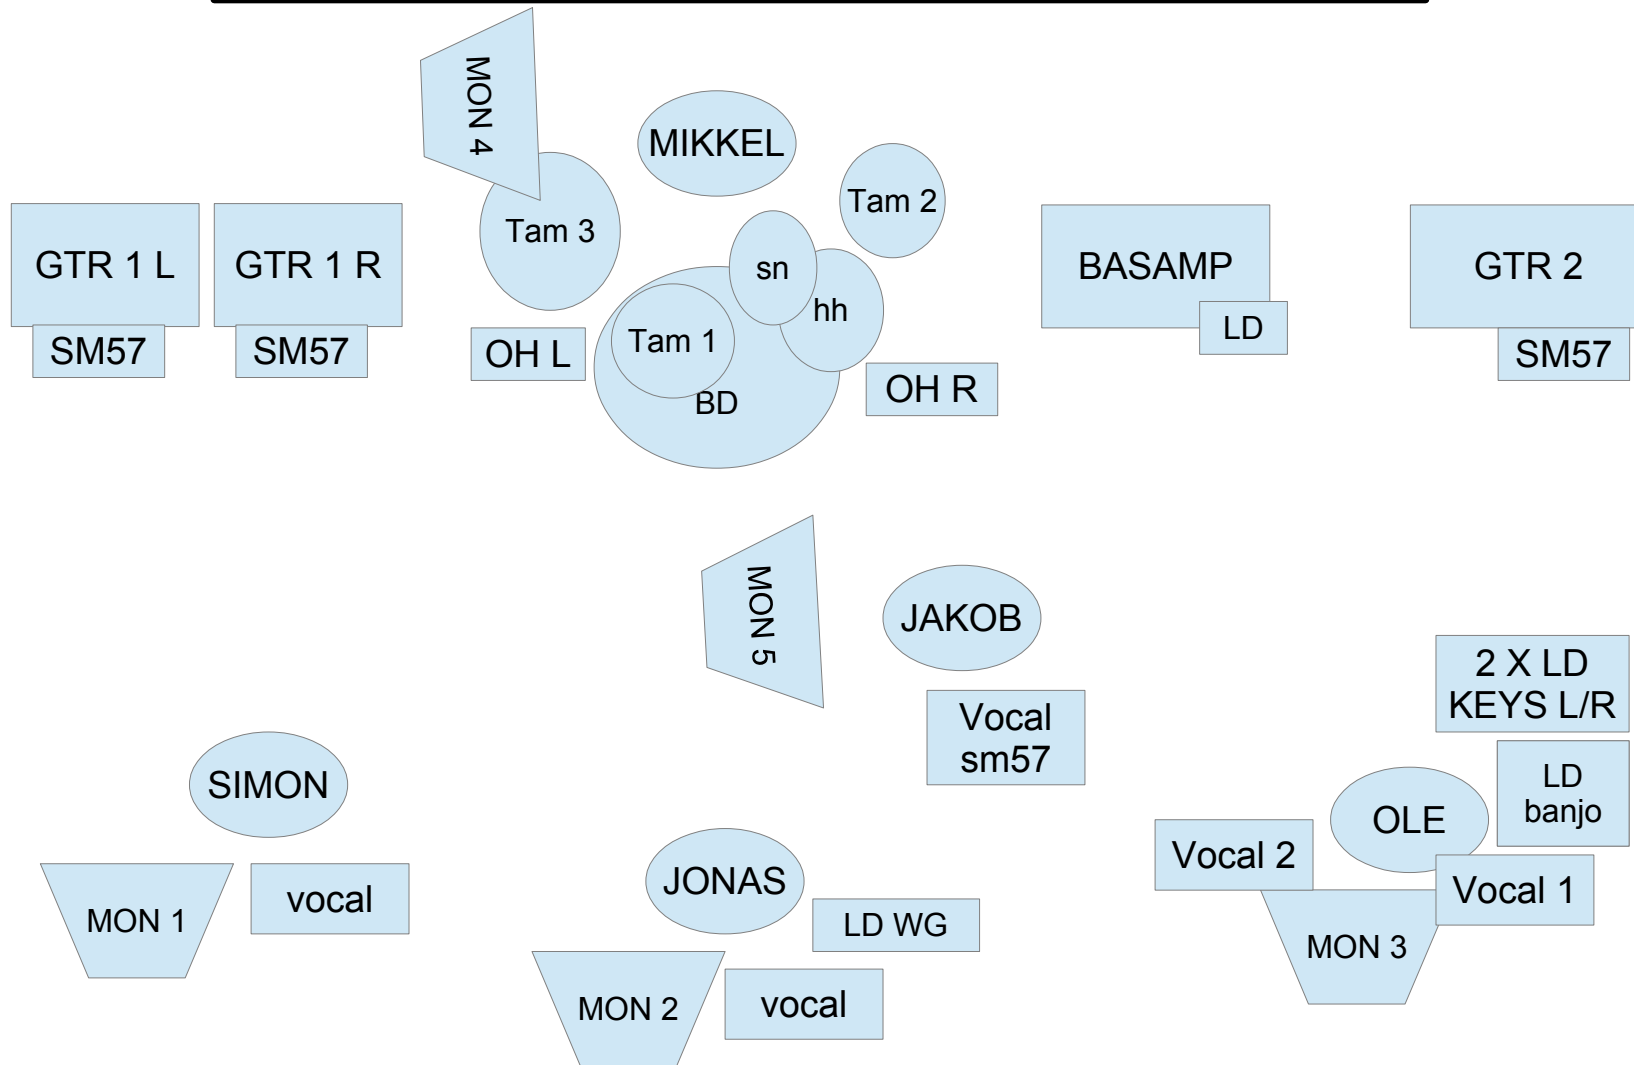 MON 4
MIKKEL
Tam 2
Tam 3
GTR 1 L
GTR 1 R
sn
hh
BASAMP
GTR 2
SM57
SM57
OH L
Tam 1
BD
OH R
LD
SM57
MON 5
JAKOB
Vocal
sm57
2 X LD
KEYS L/R
LD
banjo
SIMON
MON 1
vocal
JONAS
LD WG
MON 2
vocal
OLE
Vocal 2
Vocal 1
MON 3